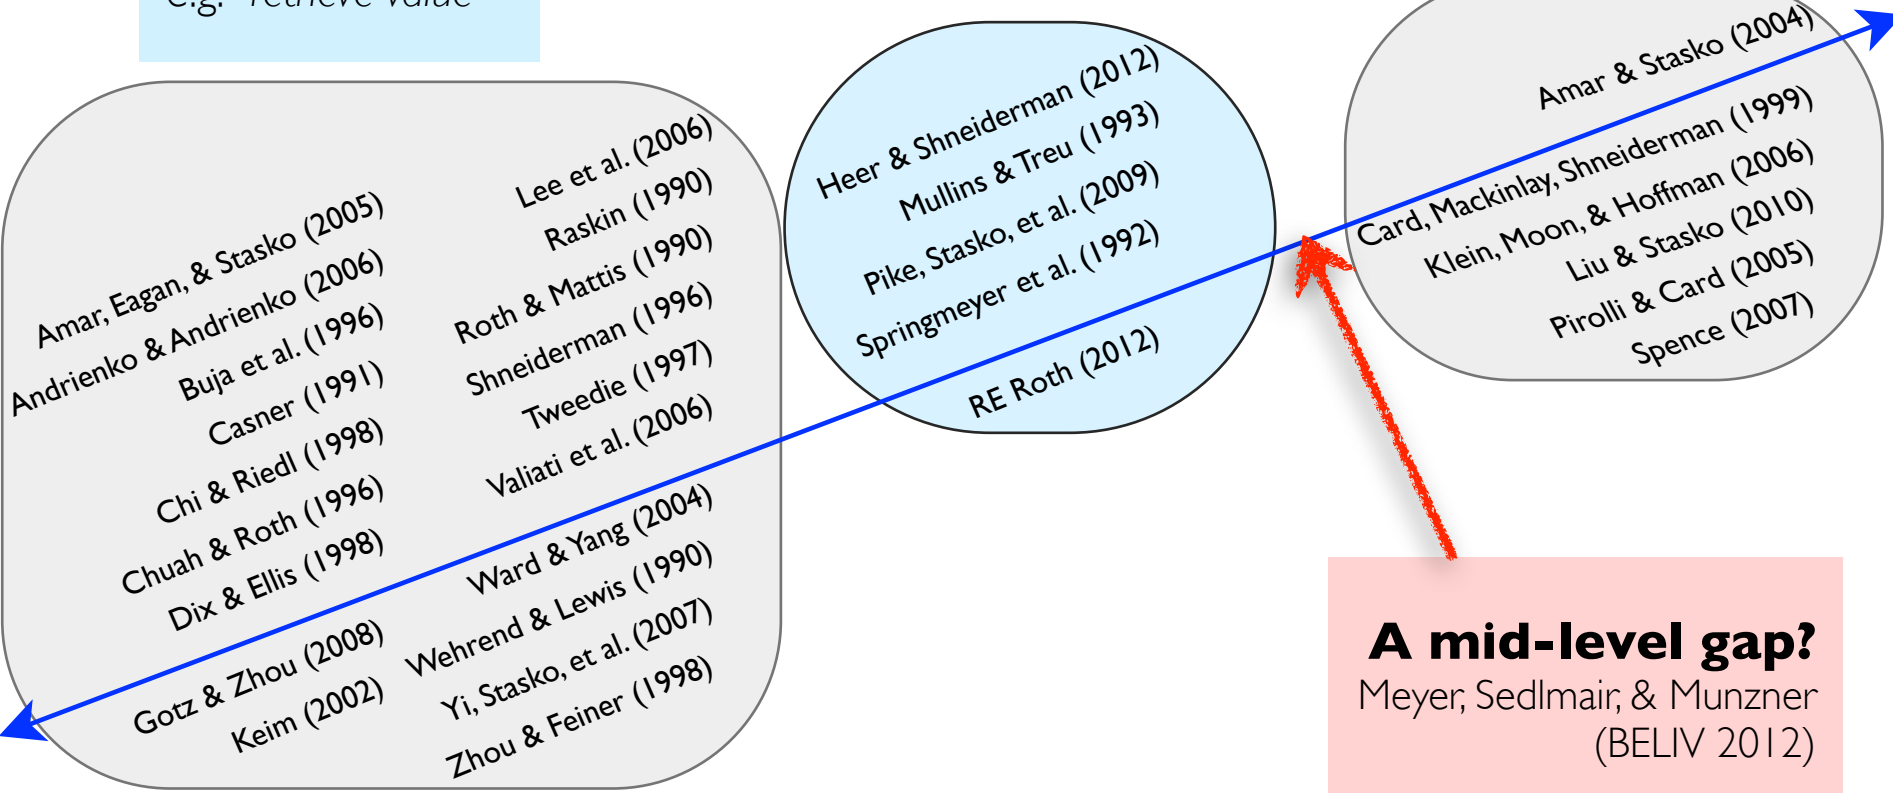 e.g. "retrieve value"
Amar, Eagan, & Stasko (2005)
Andrienko & Andrienko (2006)
Buja et al. (1996)
Casner (1991)
Chi & Riedl (1998)
Chuah & Roth (1996)
Dix & Ellis (1998)
Gotz & Zhou (2008)
Keim (2002)
Lee et al. (2006)
Raskin (1990)
Roth & Mattis (1990)
Shneiderman (1996)
Tweedie (1997)
Valiati et al. (2006)
Ward & Yang (2004)
Wehrend & Lewis (1990)
Yi, Stasko, et al. (2007)
Zhou & Feiner (1998)
Heer & Shneiderman (2012)
Mullins & Treu (1993)
Pike, Stasko, et al. (2009)
Springmeyer et al. (1992)
RE Roth (2012)
Amar & Stasko (2004)
Card, Mackinlay, Shneiderman (1999)
Klein, Moon, & Hoffman (2006)
Liu & Stasko (2010)
Pirolli & Card (2005)
Spence (2007)
A mid-level gap?
Meyer, Sedlmair, & Munzner
(BELIV 2012)